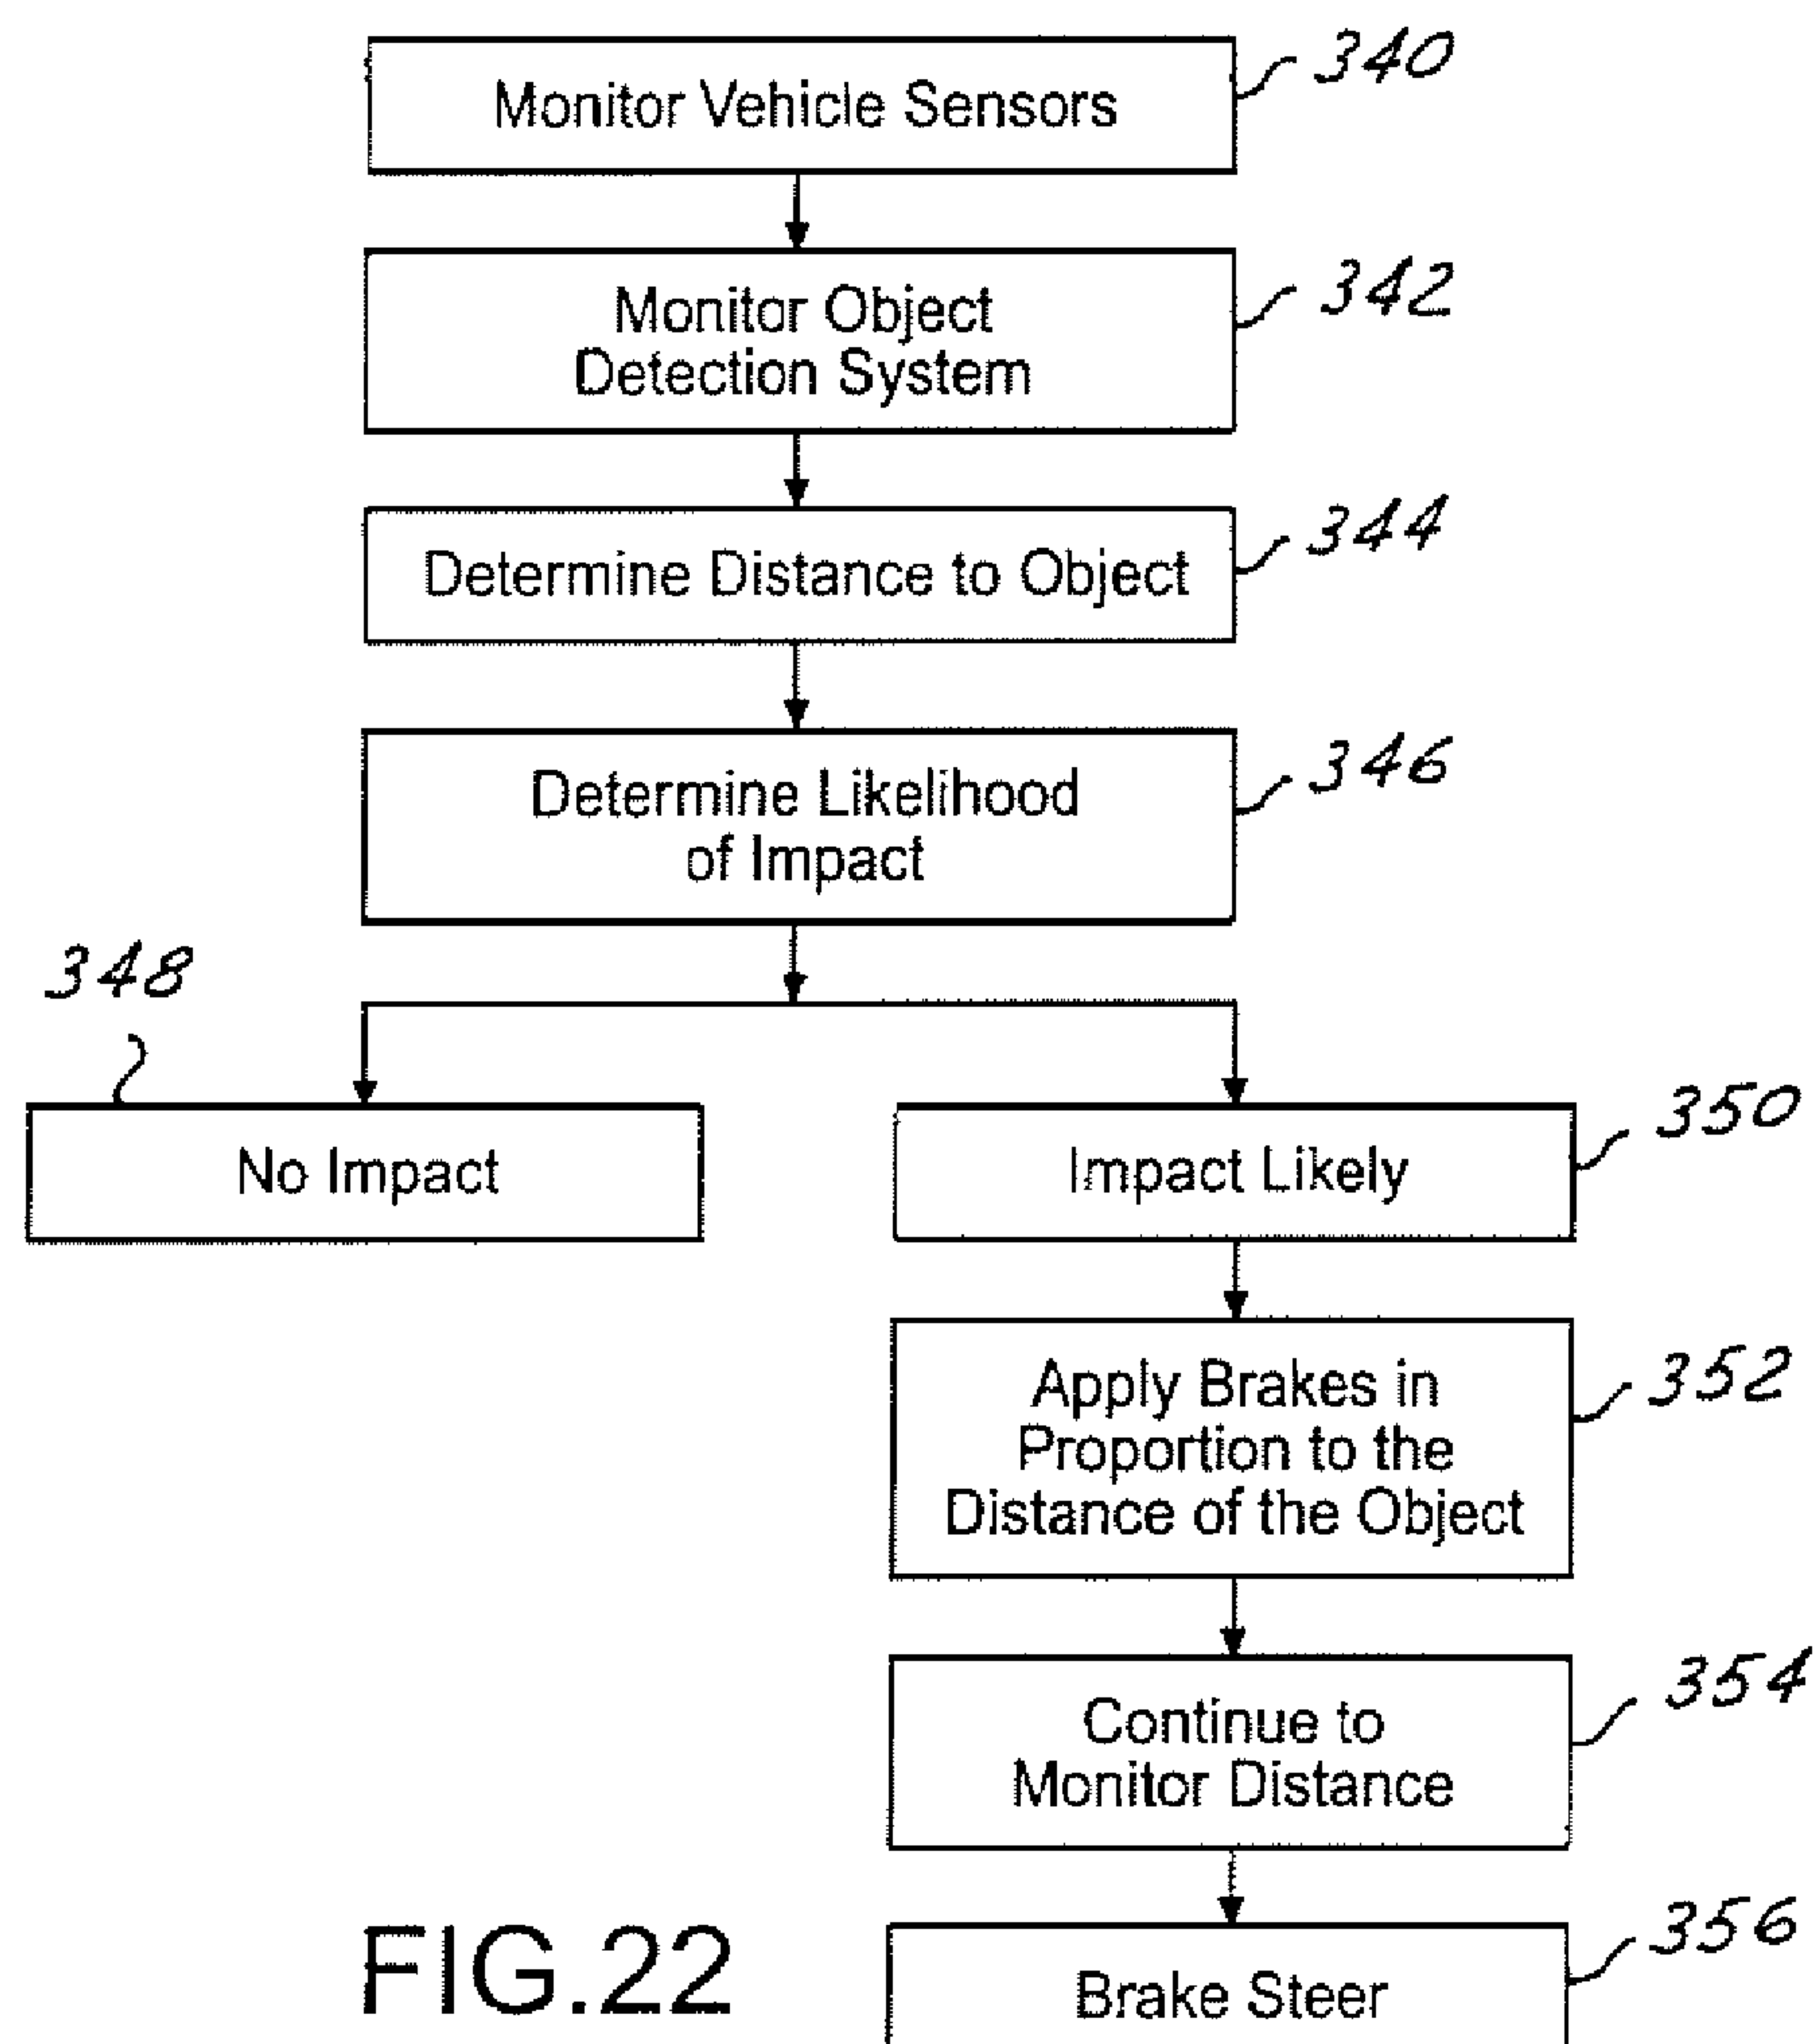 Monitor Vehicle Sensors
340
Monitor Object
Detection System
342
Determine Distance to Object
344
Determine Likelihood
of Impact
346
348
No Impact
Impact Likely
350
Apply Brakes in
Proportion to the
Distance of the Object
352
Continue to
Monitor Distance
354
Brake Steer
356
FIG.22